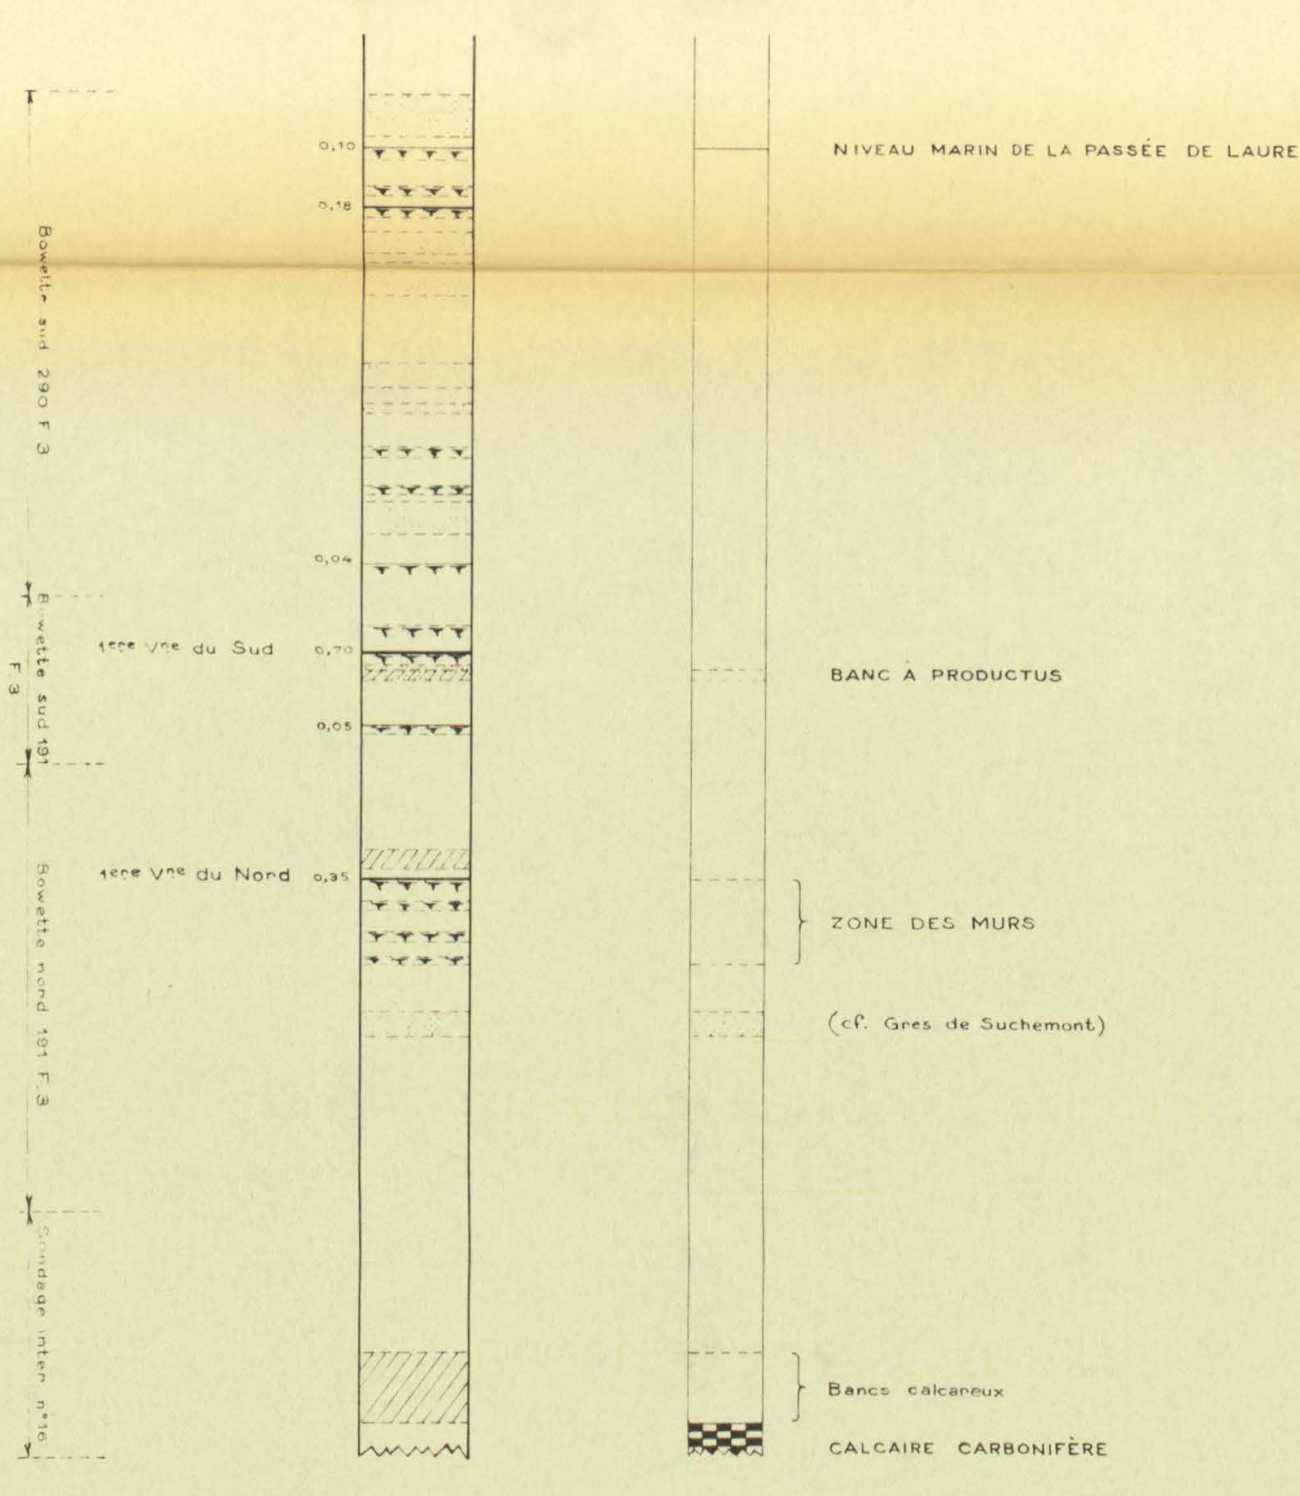 0,10
NIVEAU MARIN DE LA PASSÉE DE LAURE
0,18
Bowette sud 290 F 3
0,04
Bowette sud 191
F 3
1ere Vne du Sud
0,70
BANC À PRODUCTUS
0,05
Bowette nord 191 F.3
1ere Vne du Nord
0,35
ZONE DES MURS
(cf. Gres de Suchemont)
Sondage inter n°16
Bancs calcareux
CALCAIRE CARBONIFÈRE